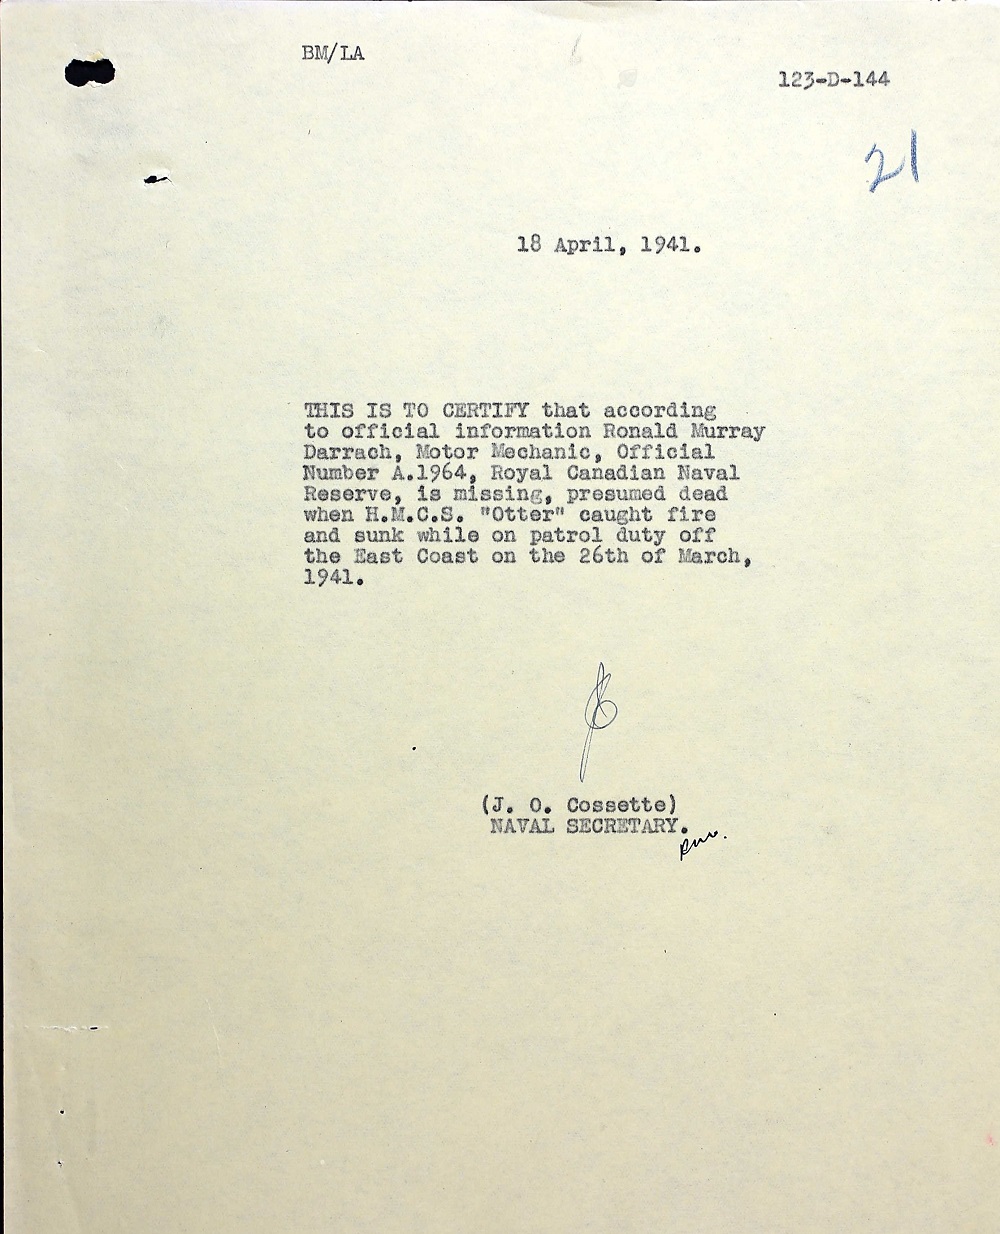 BM/LA
123-D-144
21
18 April, 1941.
THIS IS TO CERTIFY that according
to official information Ronald Murray
Darrach, Motor Mechanic, Official
Number A.1964, Royal Canadian Naval
Reserve, is missing, presumed dead
when H.M.C.S. "Otter" caught fire
and sunk while on patrol duty off
the East Coast on the 26th of March,
1941.
(J. O. Cossette)
NAVAL SECRETARY.